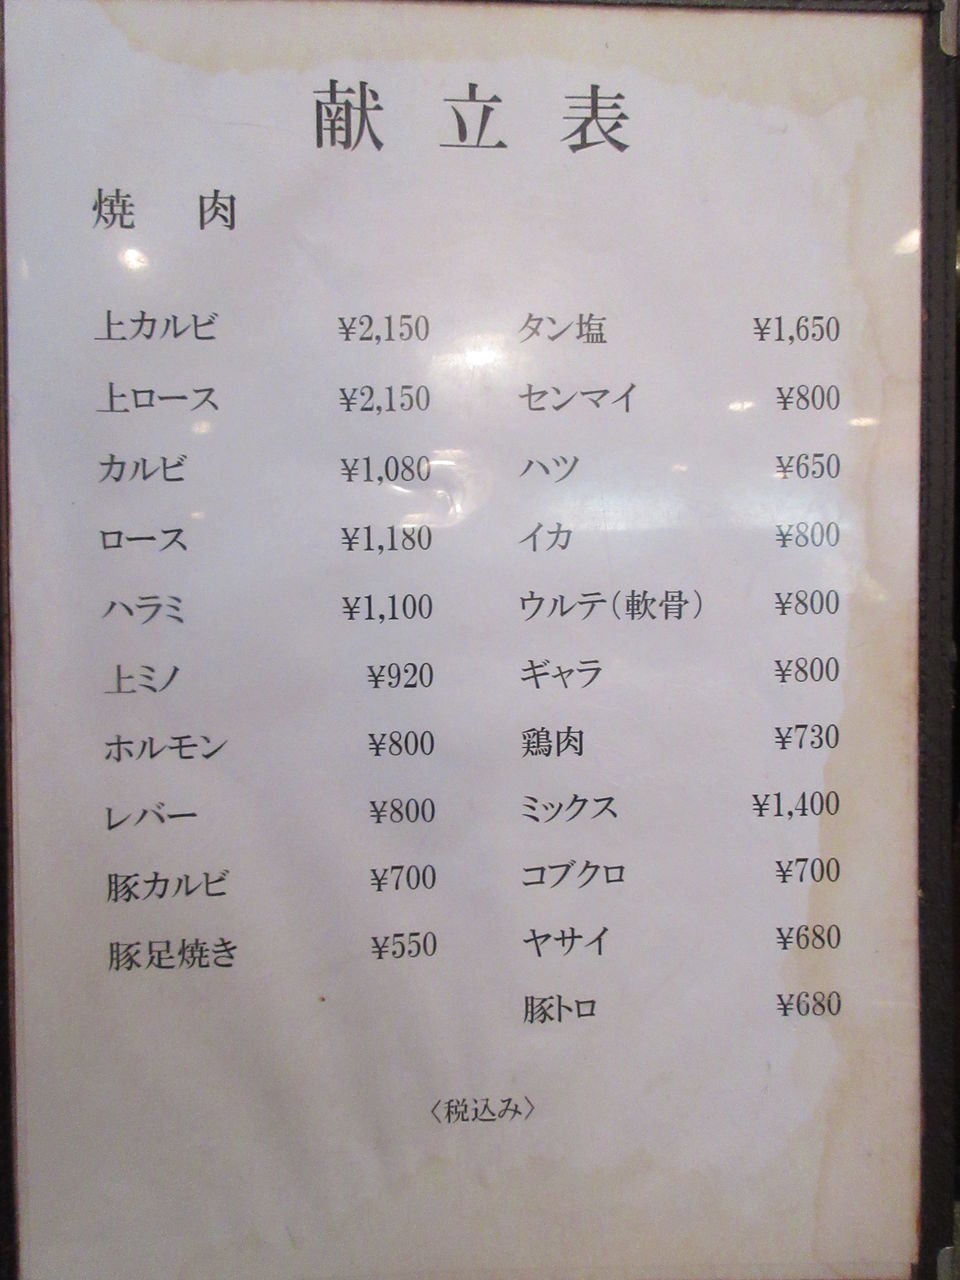 献立表
焼肉
上カルビ ¥2,150
上ロース ¥2,150
カルビ ¥1,080
ロース ¥1,180
ハラミ ¥1,100
上ミノ ¥920
ホルモン ¥800
レバー ¥800
豚カルビ ¥700
豚足焼き ¥550
タン塩 ¥1,650
センマイ ¥800
ハツ ¥650
イカ ¥800
ウルテ(軟骨) ¥800
ギャラ ¥800
鶏肉 ¥730
ミックス ¥1,400
コブクロ ¥700
ヤサイ ¥680
豚トロ ¥680
〈税込み〉